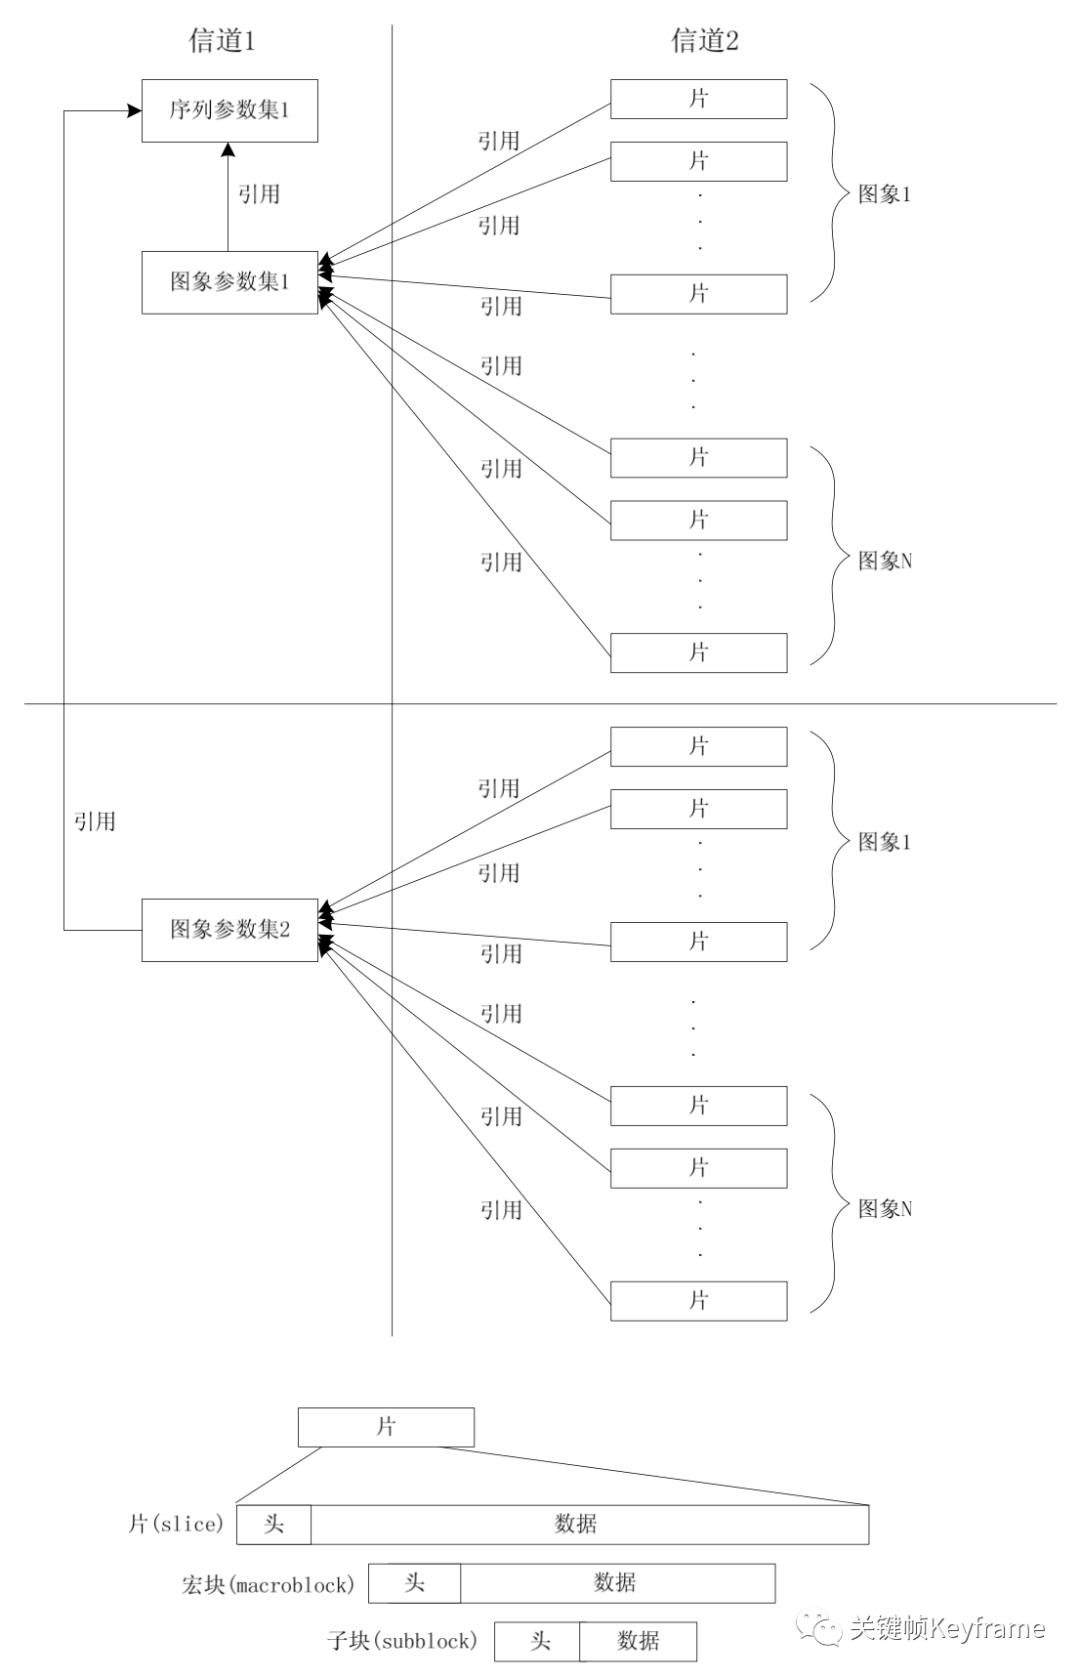 信道1
信道2
序列参数集1
片
引用
片
图象1
引用
引用
图象参数集1
片
引用
引用
片
引用
片
图象N
引用
片
片
引用
片
引用
图象1
引用
图象参数集2
片
引用
引用
片
引用
片
图象N
引用
片
片
片(slice)
头
数据
宏块(macroblock)
头
数据
子块(subblock)
头
数据
关键帧Keyframe